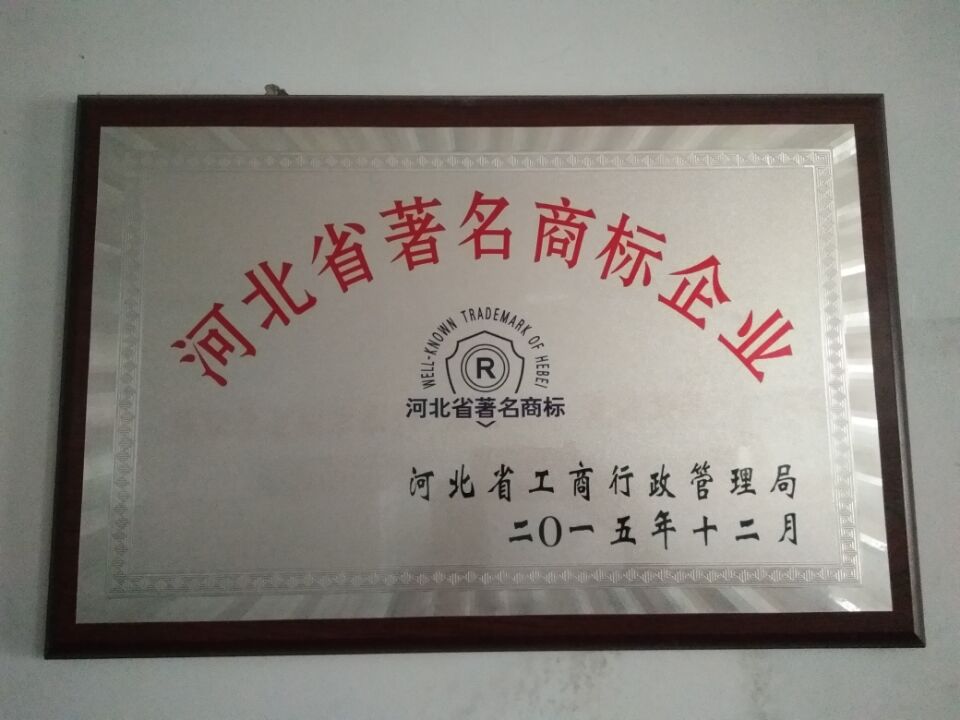 河北省著名商标企业
WELL-KNOWN TRADEMARK OF HEBEI
R
河北省著名商标
河北省工商行政管理局
二0一五年十二月